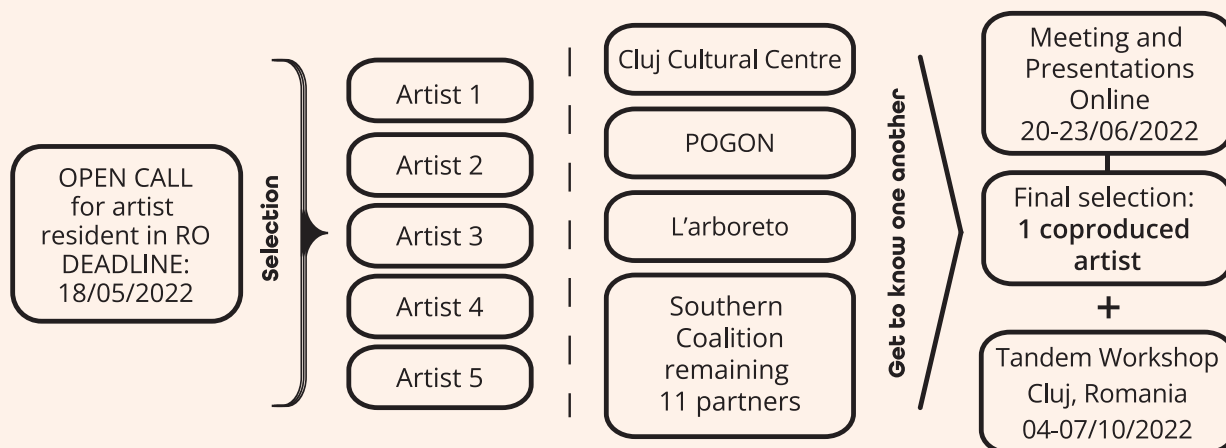 OPEN CALL
for artist
resident in RO
DEADLINE:
18/05/2022
Selection
Artist 1
Artist 2
Artist 3
Artist 4
Artist 5
Cluj Cultural Centre
POGON
L’arboreto
Southern
Coalition
remaining
11 partners
Get to know one another
Meeting and
Presentations
Online
20-23/06/2022
Final selection:
1 coproduced
artist
+
Tandem Workshop
Cluj, Romania
04-07/10/2022